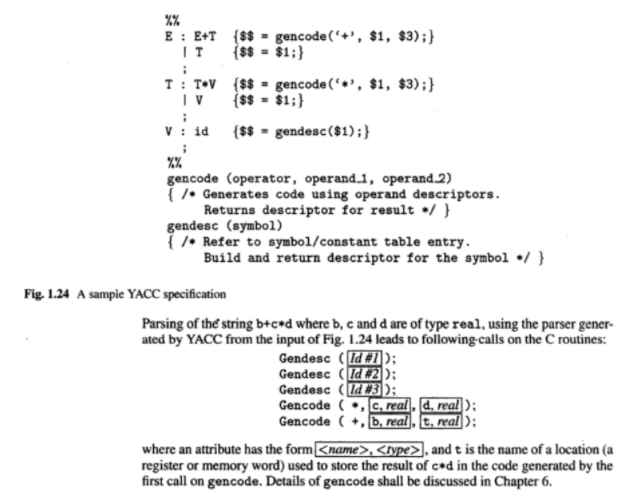 %%
E : E+T {$$ = gencode(‘+’, $1, $3);}
| T {$$ = $1;}
;
T : T*V {$$ = gencode(‘*’, $1, $3);}
| V {$$ = $1;}
;
V : id {$$ = gendesc($1);}
;
%%
gencode (operator, operand_1, operand_2)
{ /* Generates code using operand descriptors.
Returns descriptor for result */ }
gendesc (symbol)
{ /* Refer to symbol/constant table entry.
Build and return descriptor for the symbol */ }
Fig. 1.24 A sample YACC specification
Parsing of the string b+c*d where b, c and d are of type real, using the parser gener-
ated by YACC from the input of Fig. 1.24 leads to following calls on the C routines:
Gendesc (Id #1);
Gendesc (Id #2);
Gendesc (Id #3);
Gencode ( *, c, real, d, real);
Gencode ( +, b, real, t, real);
where an attribute has the form <name>, <type>, and t is the name of a location (a
register or memory word) used to store the result of c*d in the code generated by the
first call on gencode. Details of gencode shall be discussed in Chapter 6.